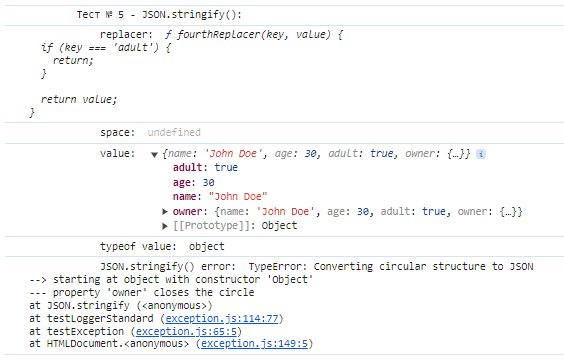 Тест № 5 - JSON.stringify():
replacer: ƒ fourthReplacer(key, value) {
if (key === 'adult') {
return;
}
return value;
}
space: undefined
value: ▼ {name: 'John Doe', age: 30, adult: true, owner: {…}} i
adult: true
age: 30
name: "John Doe"
▶ owner: {name: 'John Doe', age: 30, adult: true, owner: {…}}
▶ [[Prototype]]: Object
typeof value: object
JSON.stringify() error: TypeError: Converting circular structure to JSON
--> starting at object with constructor 'Object'
--- property 'owner' closes the circle
at JSON.stringify (<anonymous>)
at testLoggerStandard (exception.js:114:77)
at testException (exception.js:65:5)
at HTMLDocument.<anonymous> (exception.js:149:5)